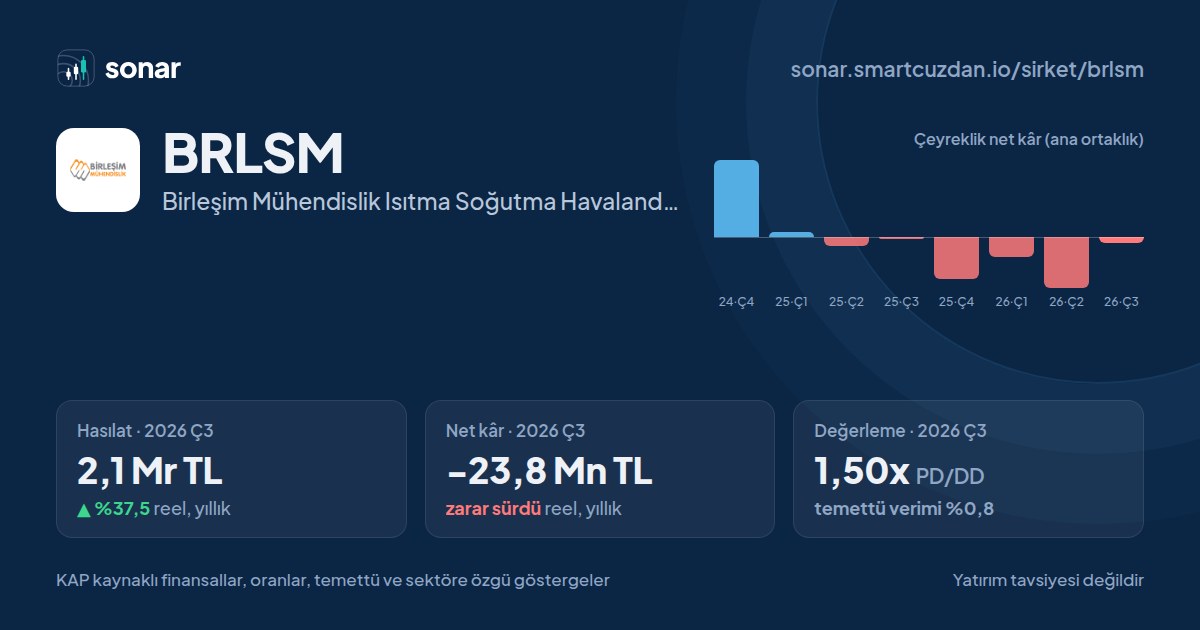 sonar
sonar.smartcuzdan.io/sirket/brlsm
BİRLEŞİM
MÜHENDİSLİK
BRLSM
Birleşim Mühendislik Isıtma Soğutma Havaland...
Çeyreklik net kâr (ana ortaklık)
24·Ç4 25·Ç1 25·Ç2 25·Ç3 25·Ç4 26·Ç1 26·Ç2 26·Ç3
Hasılat · 2026 Ç3
2,1 Mr TL
▲ %37,5 reel, yıllık
Net kâr · 2026 Ç3
−23,8 Mn TL
zarar sürdü reel, yıllık
Değerleme · 2026 Ç3
1,50x PD/DD
temettü verimi %0,8
KAP kaynaklı finansallar, oranlar, temettü ve sektöre özgü göstergeler
Yatırım tavsiyesi değildir